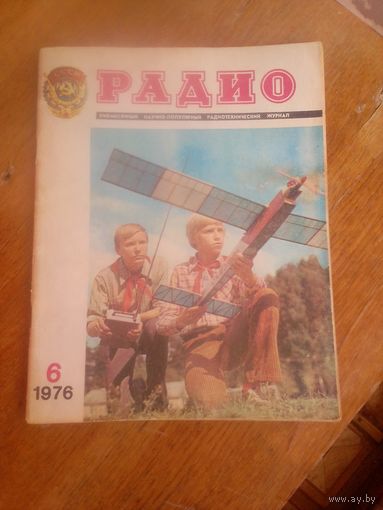 РАДИО
ЕЖЕМЕСЯЧНЫЙ НАУЧНО-ПОПУЛЯРНЫЙ РАДИОТЕХНИЧЕСКИЙ ЖУРНАЛ
6
1976
www.ay.by